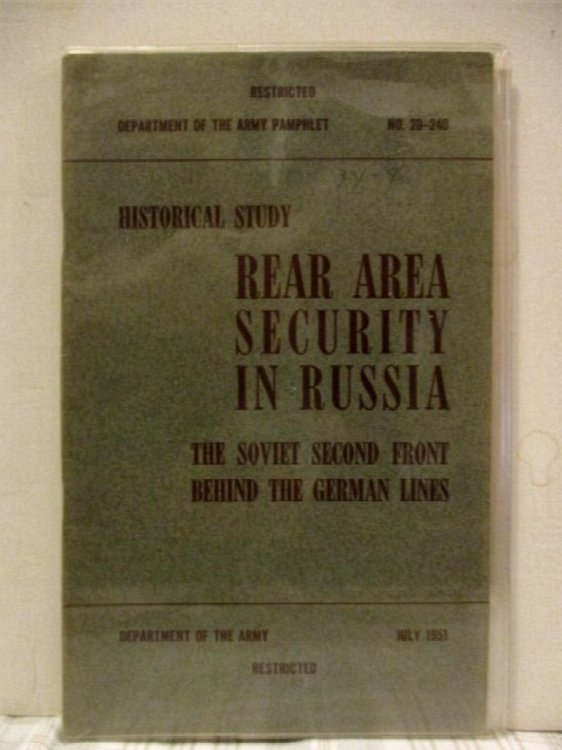 RESTRICTED
DEPARTMENT OF THE ARMY PAMPHLET NO. 20-240
HISTORICAL STUDY
REAR AREA
SECURITY
IN RUSSIA
THE SOVIET SECOND FRONT
BEHIND THE GERMAN LINES
DEPARTMENT OF THE ARMY JULY 1951
RESTRICTED